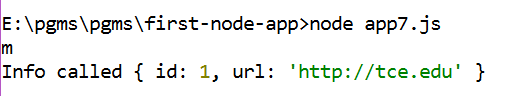 E:\pgms\pgms\first-node-app>node app7.js
m
Info called { id: 1, url: 'http://tce.edu' }